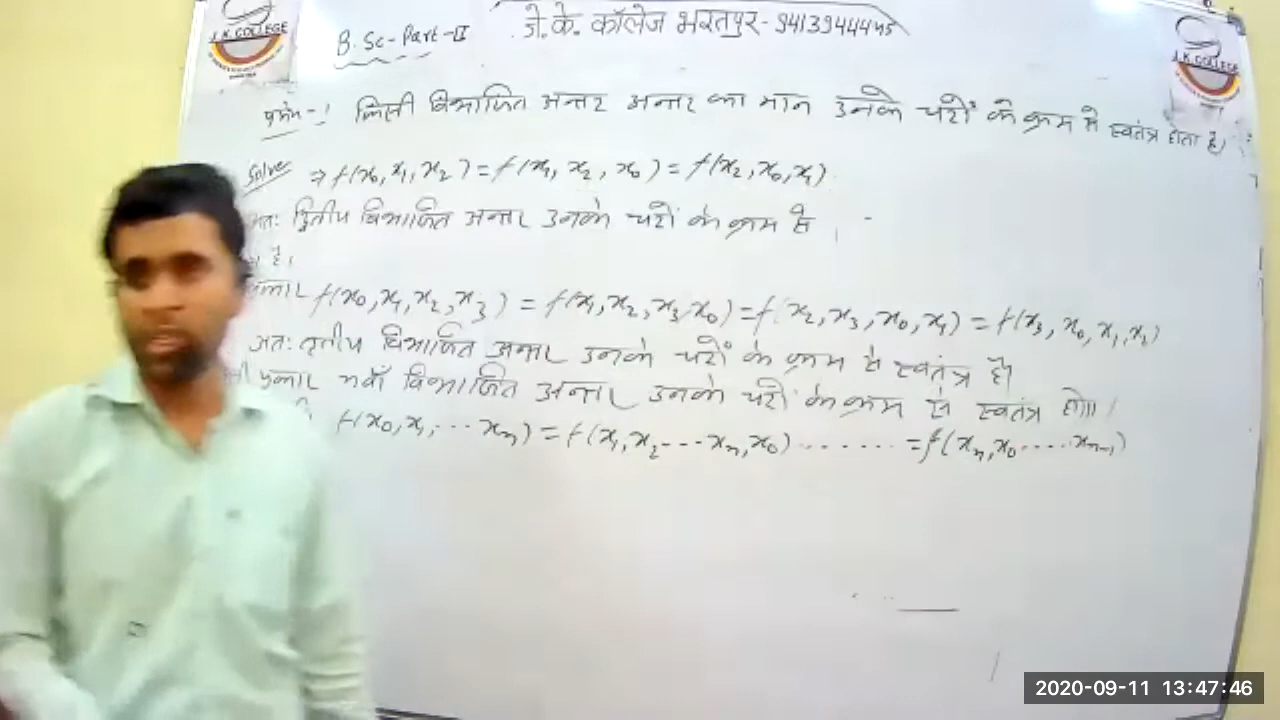 J.K. COLLEGE
B. Sc- Part-II
जे.के. कॉलेज भरतपुर-9413944445
J.K. COLLEGE
प्रमेय-1 किसी विभाजित अन्तर अन्तर का मान उनके चरों के क्रम से स्वतंत्र होता है।
Solve ⇒ f(x₀, x₁, x₂) = f(x₁, x₂, x₀) = f(x₂, x₀, x₁)
अतः द्वितीय विभाजित अन्तर उनके चरों के क्रम से
है।
f(x₀, x₁, x₂, x₃) = f(x₁, x₂, x₃, x₀) = f(x₂, x₃, x₀, x₁) = f(x₃, x₀, x₁, x₂)
अतः तृतीय विभाजित अन्तर उनके चरों के क्रम से स्वतंत्र है।
प्रकार nवाँ विभाजित अन्तर उनके चरों के क्रम से स्वतंत्र होगा।
f(x₀, x₁, ... xₙ) = f(x₁, x₂ --- xₙ, x₀) ....... = f(xₙ, x₀ ..... xₙ₋₁)
2020-09-11 13:47:46